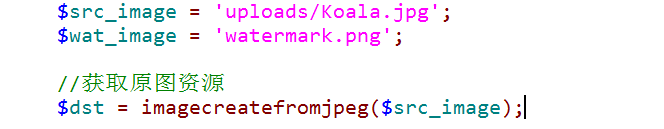 $src_image = 'uploads/Koala.jpg';
$wat_image = 'watermark.png';
//获取原图资源
$dst = imagecreatefromjpeg($src_image);